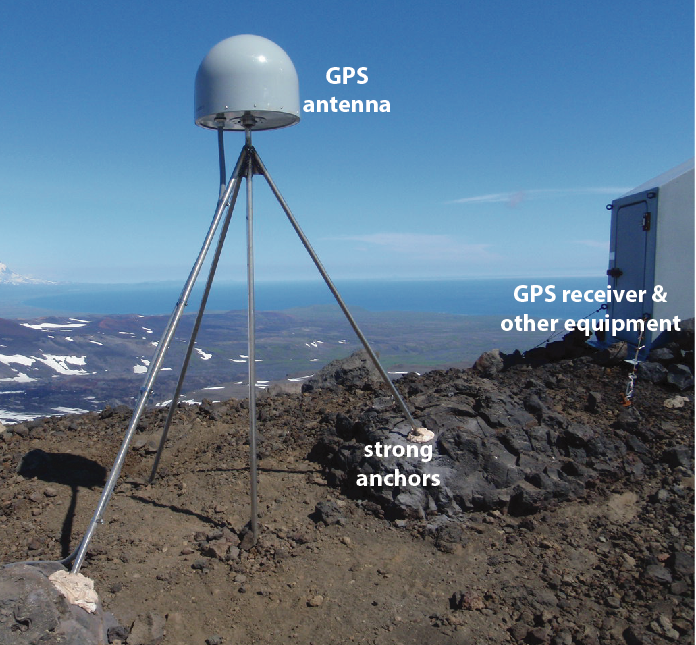 GPS
antenna
GPS receiver &
other equipment
strong
anchors